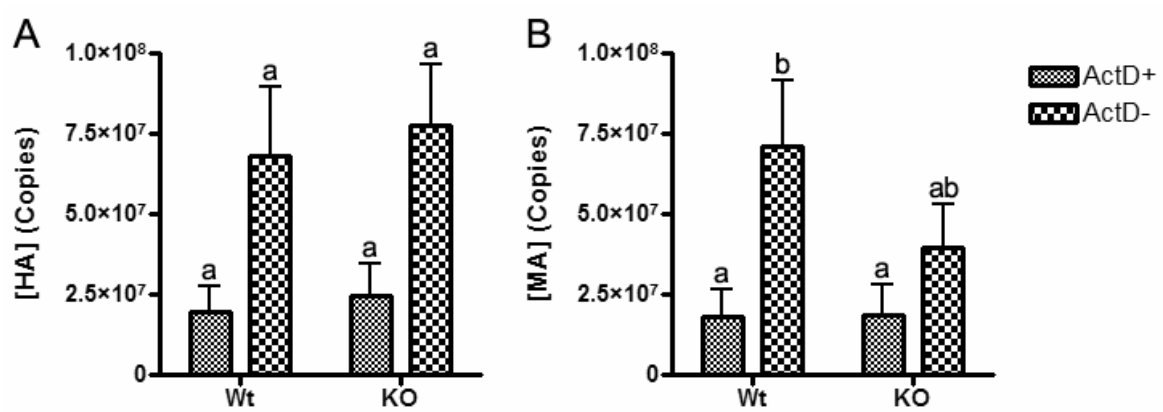 A
[HA] (Copies)
1.0×10⁸
7.5×10⁷
5.0×10⁷
2.5×10⁷
0
a
a
a
a
Wt
KO
B
[MA] (Copies)
1.0×10⁸
7.5×10⁷
5.0×10⁷
2.5×10⁷
0
a
b
a
ab
Wt
KO
ActD+
ActD-